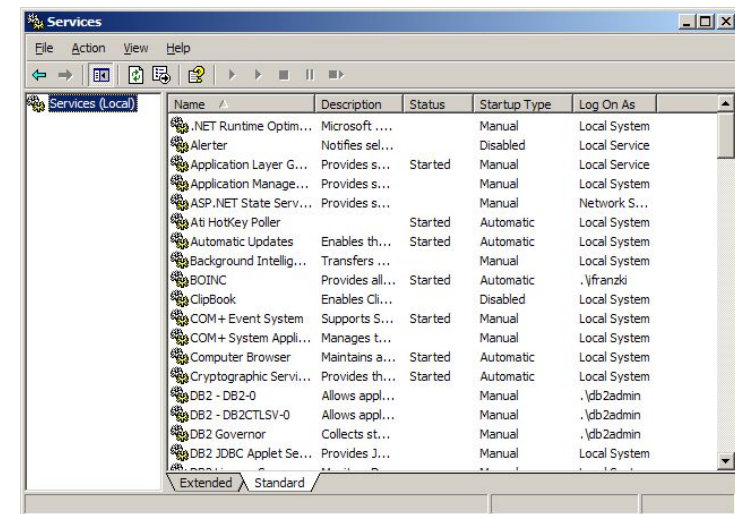 Services
File Action View Help
Services (Local)
Name Description Status Startup Type Log On As
.NET Runtime Optim... Microsoft .... Manual Local System
Alerter Notifies sel... Disabled Local Service
Application Layer G... Provides s... Started Manual Local Service
Application Manage... Provides s... Manual Local System
ASP.NET State Serv... Provides s... Manual Network S...
Ati HotKey Poller Started Automatic Local System
Automatic Updates Enables th... Started Automatic Local System
Background Intellig... Transfers ... Manual Local System
BOINC Provides all... Started Automatic .\jfranzki
ClipBook Enables Cli... Disabled Local System
COM+ Event System Supports S... Started Manual Local System
COM+ System Appli... Manages t... Manual Local System
Computer Browser Maintains a... Started Automatic Local System
Cryptographic Servi... Provides th... Started Automatic Local System
DB2 - DB2-0 Allows appl... Manual .\db2admin
DB2 - DB2CTLSV-0 Allows appl... Manual .\db2admin
DB2 Governor Collects st... Manual .\db2admin
DB2 JDBC Applet Se... Provides J... Manual Local System
Extended Standard